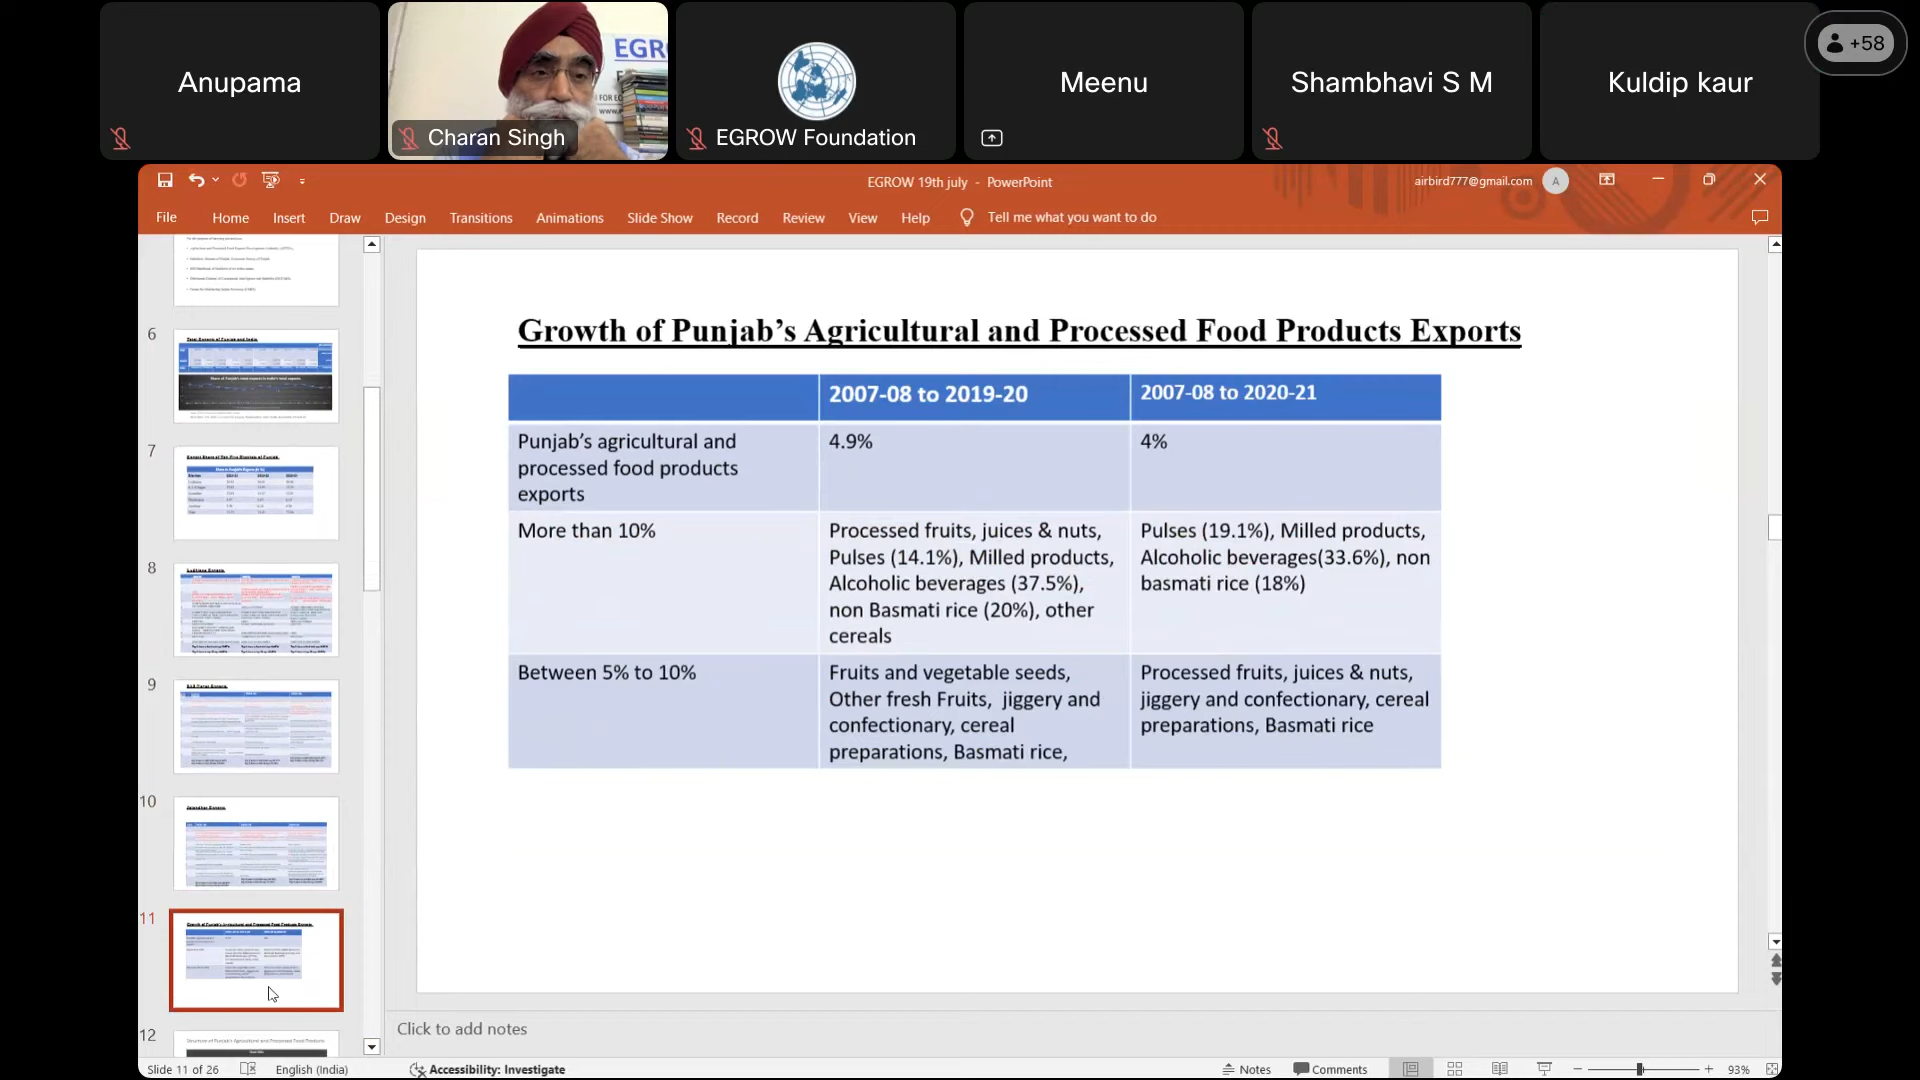 Anupama
Charan Singh
EGROW Foundation
Meenu
Shambhavi S M
Kuldip kaur
+58
EGROW 19th july - PowerPoint
airbird777@gmail.com
A
File
Home
Insert
Draw
Design
Transitions
Animations
Slide Show
Record
Review
View
Help
Tell me what you want to do
6
7
8
9
10
11
12
Growth of Punjab’s Agricultural and Processed Food Products Exports
2007-08 to 2019-20
2007-08 to 2020-21
Punjab’s agricultural and
processed food products
exports
4.9%
4%
More than 10%
Processed fruits, juices & nuts,
Pulses (14.1%), Milled products,
Alcoholic beverages (37.5%),
non Basmati rice (20%), other
cereals
Pulses (19.1%), Milled products,
Alcoholic beverages(33.6%), non
basmati rice (18%)
Between 5% to 10%
Fruits and vegetable seeds,
Other fresh Fruits, jiggery and
confectionary, cereal
preparations, Basmati rice,
Processed fruits, juices & nuts,
jiggery and confectionary, cereal
preparations, Basmati rice
Click to add notes
Slide 11 of 26
English (India)
Accessibility: Investigate
Notes
Comments
93%